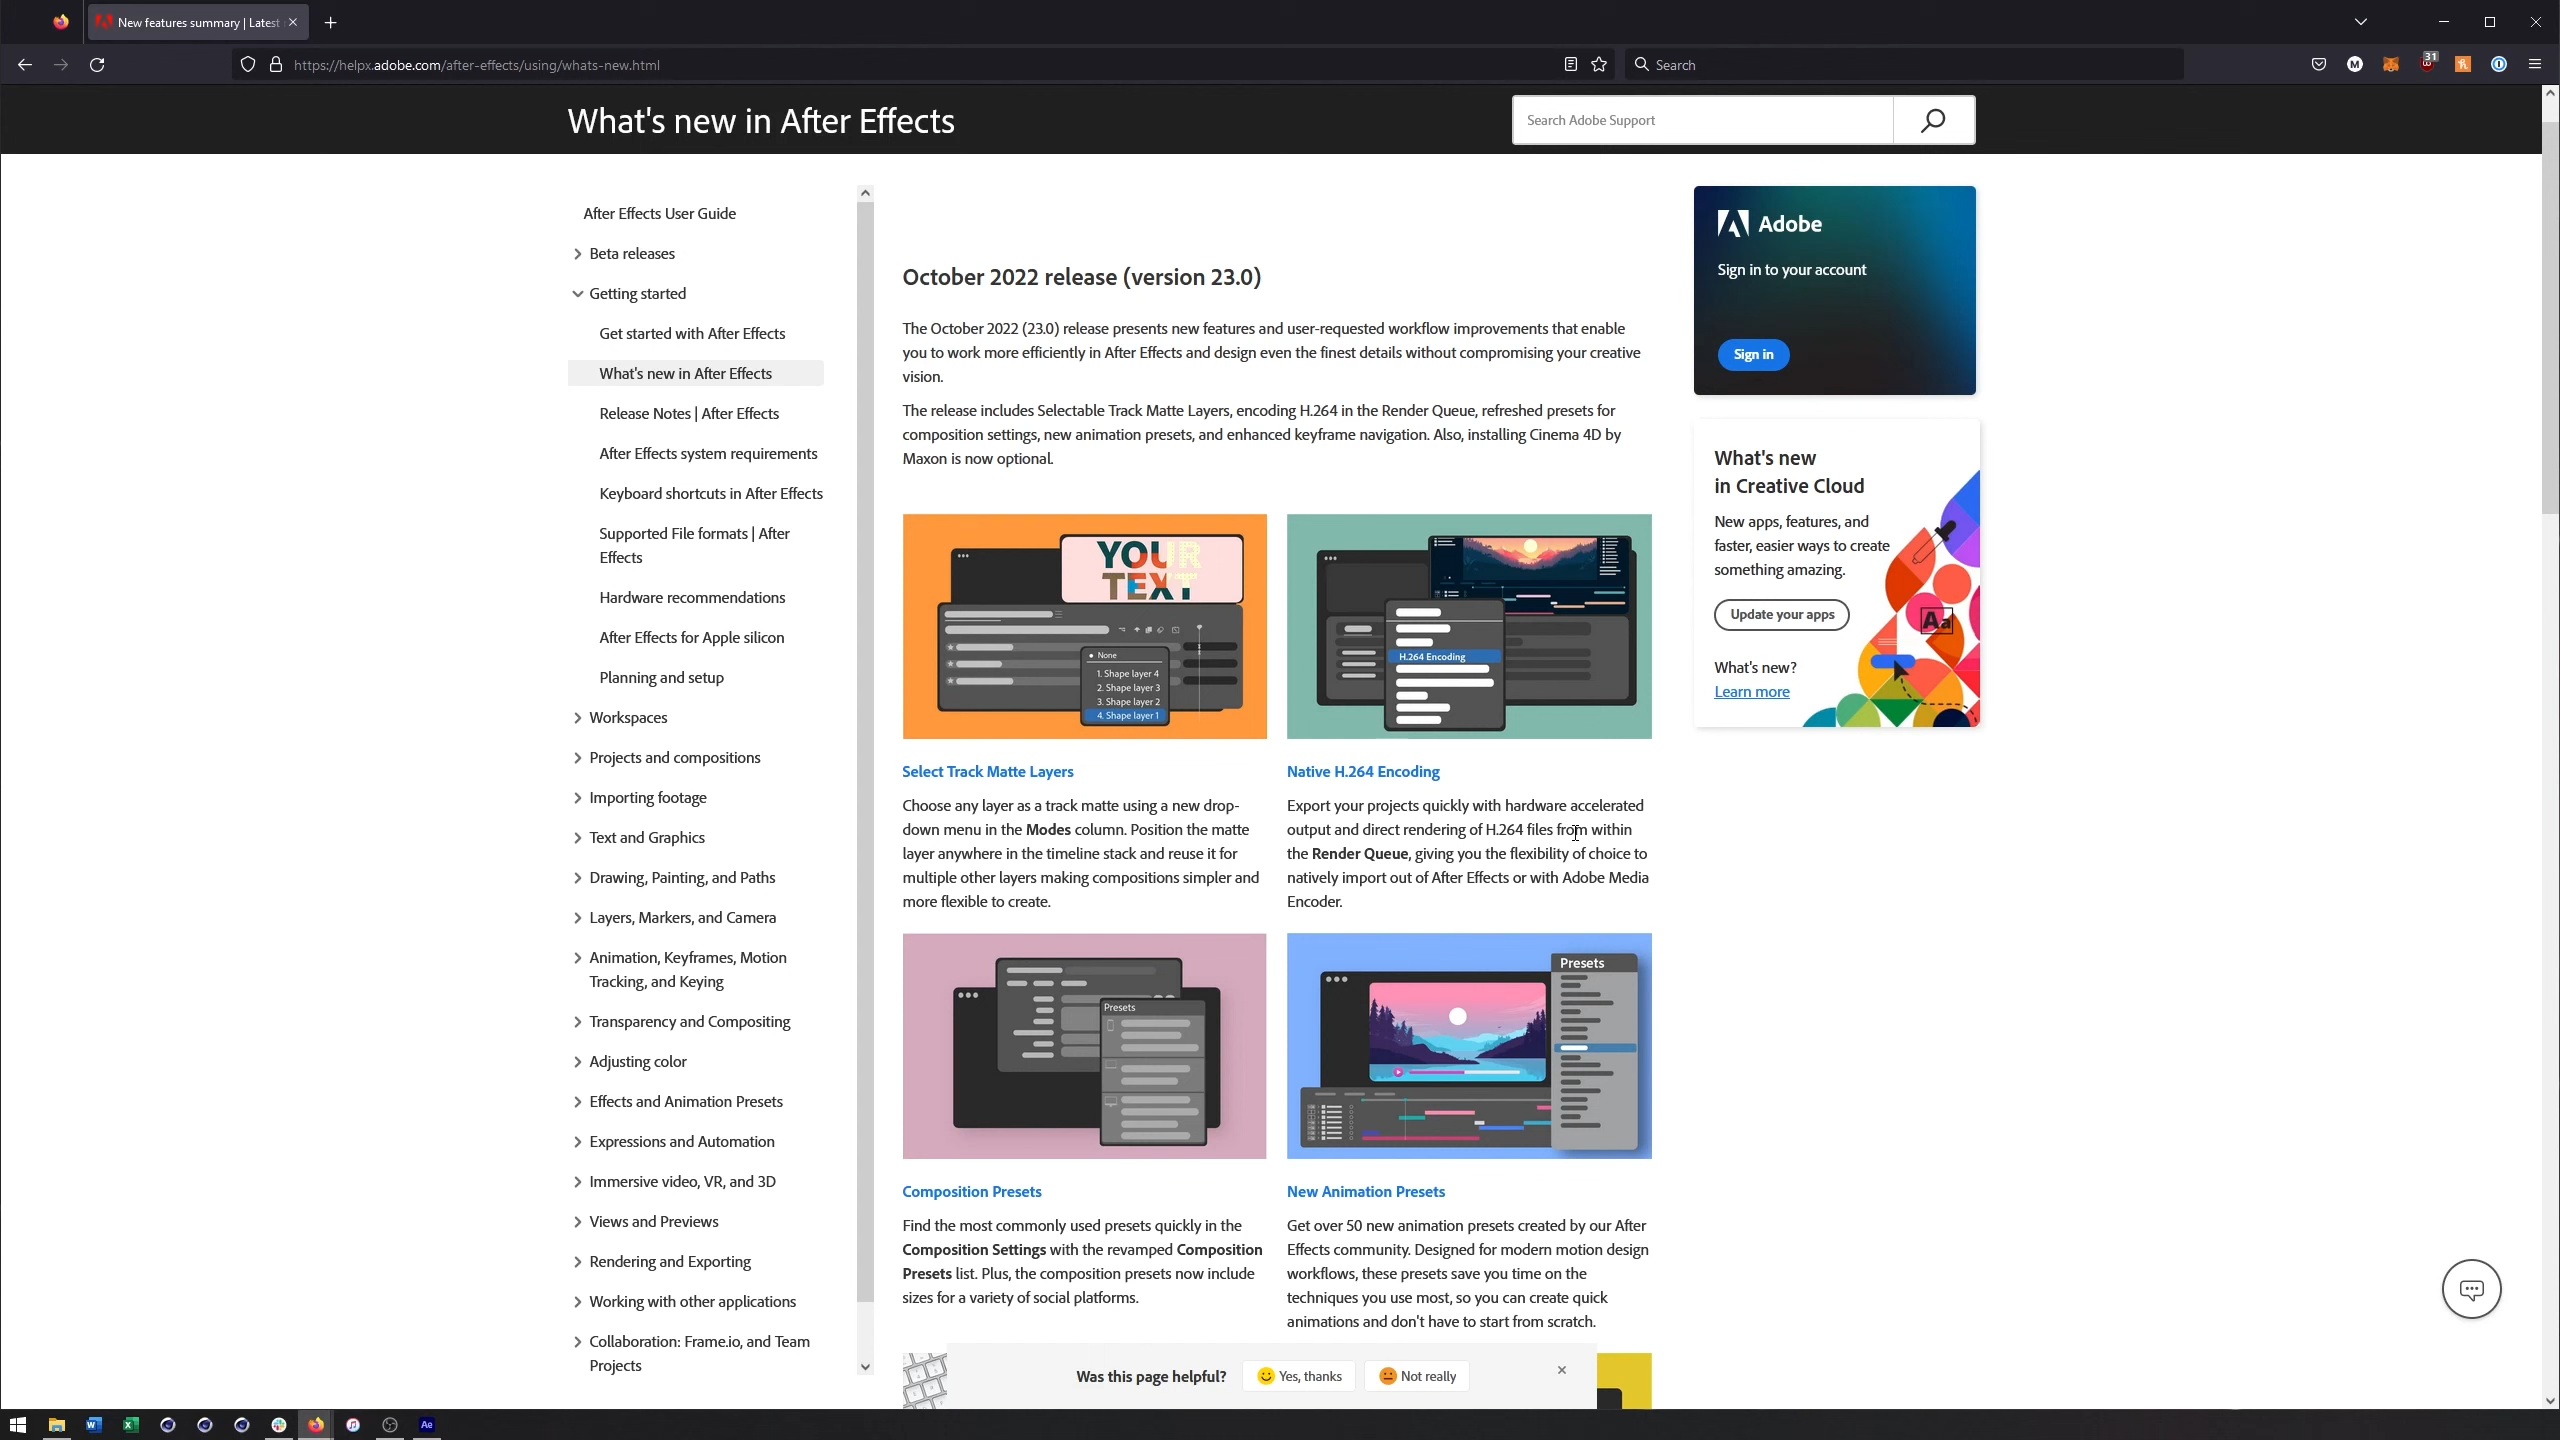 New features summary | Latest
https://helpx.adobe.com/after-effects/using/whats-new.html
Search
31
What's new in After Effects
Search Adobe Support
After Effects User Guide
Beta releases
Getting started
Get started with After Effects
What's new in After Effects
Release Notes | After Effects
After Effects system requirements
Keyboard shortcuts in After Effects
Supported File formats | After
Effects
Hardware recommendations
After Effects for Apple silicon
Planning and setup
Workspaces
Projects and compositions
Importing footage
Text and Graphics
Drawing, Painting, and Paths
Layers, Markers, and Camera
Animation, Keyframes, Motion
Tracking, and Keying
Transparency and Compositing
Adjusting color
Effects and Animation Presets
Expressions and Automation
Immersive video, VR, and 3D
Views and Previews
Rendering and Exporting
Working with other applications
Collaboration: Frame.io, and Team
Projects
October 2022 release (version 23.0)
The October 2022 (23.0) release presents new features and user-requested workflow improvements that enable
you to work more efficiently in After Effects and design even the finest details without compromising your creative
vision.
The release includes Selectable Track Matte Layers, encoding H.264 in the Render Queue, refreshed presets for
composition settings, new animation presets, and enhanced keyframe navigation. Also, installing Cinema 4D by
Maxon is now optional.
YOUR
TEXT
None
1. Shape layer 4
2. Shape layer 3
3. Shape layer 2
4. Shape layer 1
Select Track Matte Layers
Choose any layer as a track matte using a new drop-
down menu in the Modes column. Position the matte
layer anywhere in the timeline stack and reuse it for
multiple other layers making compositions simpler and
more flexible to create.
H.264 Encoding
Native H.264 Encoding
Export your projects quickly with hardware accelerated
output and direct rendering of H.264 files from within
the Render Queue, giving you the flexibility of choice to
natively import out of After Effects or with Adobe Media
Encoder.
Presets
Composition Presets
Find the most commonly used presets quickly in the
Composition Settings with the revamped Composition
Presets list. Plus, the composition presets now include
sizes for a variety of social platforms.
Presets
New Animation Presets
Get over 50 new animation presets created by our After
Effects community. Designed for modern motion design
workflows, these presets save you time on the
techniques you use most, so you can create quick
animations and don't have to start from scratch.
Was this page helpful?
Yes, thanks
Not really
Adobe
Sign in to your account
Sign in
What's new
in Creative Cloud
New apps, features, and
faster, easier ways to create
something amazing.
Update your apps
Aa
What's new?
Learn more
Ae